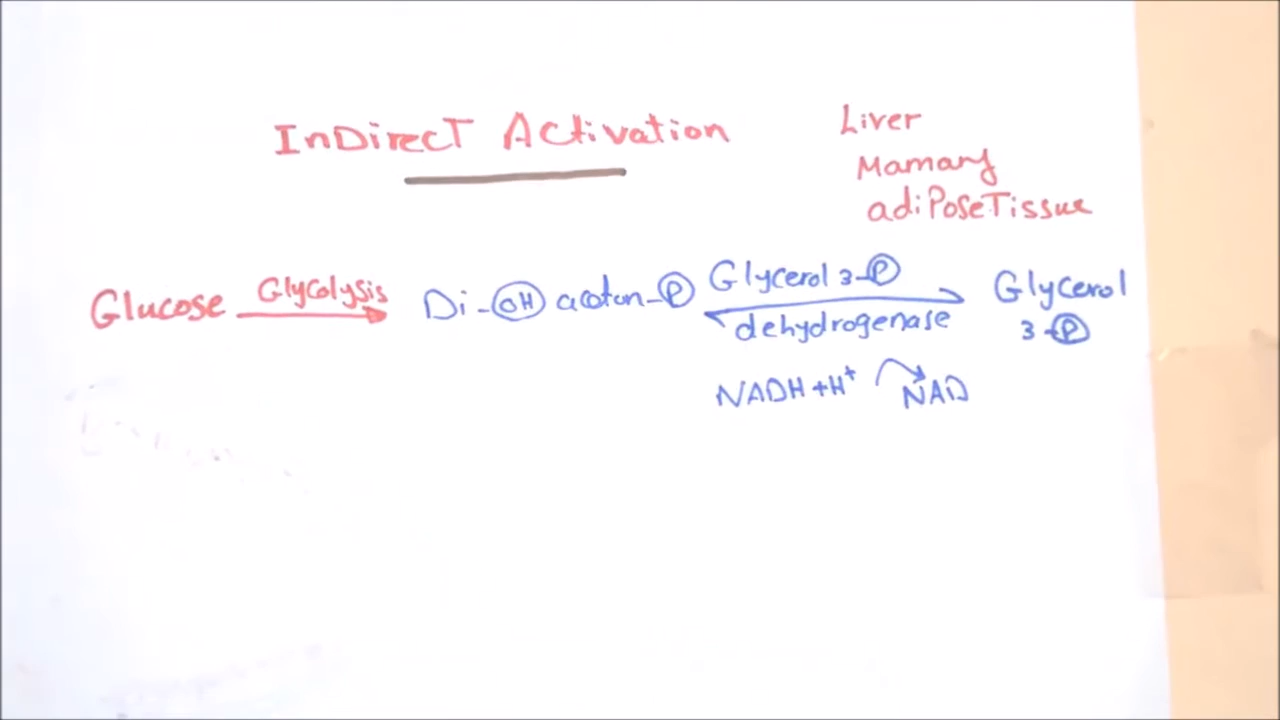 InDirecT Activation
Liver
Mamary
adiPoseTissue
Glucose Glycolysis Di-OH aceton-P Glycerol 3-P dehydrogenase Glycerol 3-P
NADH+H⁺ NAD